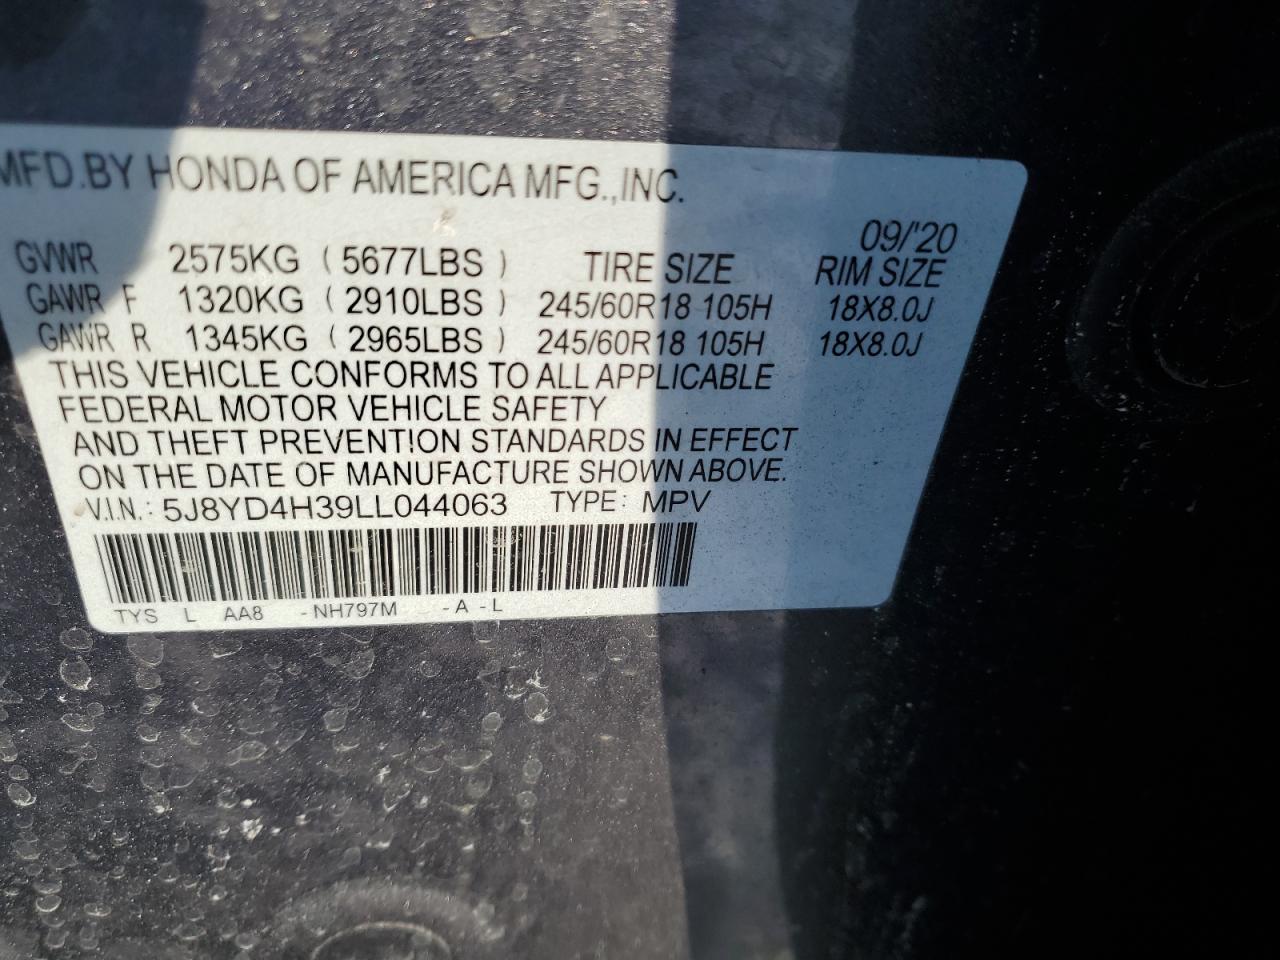 MFD.BY HONDA OF AMERICA MFG.,INC.
09/'20
GVWR 2575KG (5677LBS) TIRE SIZE RIM SIZE
GAWR F 1320KG (2910LBS) 245/60R18 105H 18X8.0J
GAWR R 1345KG (2965LBS) 245/60R18 105H 18X8.0J
THIS VEHICLE CONFORMS TO ALL APPLICABLE
FEDERAL MOTOR VEHICLE SAFETY
AND THEFT PREVENTION STANDARDS IN EFFECT
ON THE DATE OF MANUFACTURE SHOWN ABOVE.
V.I.N.: 5J8YD4H39LL044063 TYPE: MPV
TYS L AA8 -NH797M -A -L